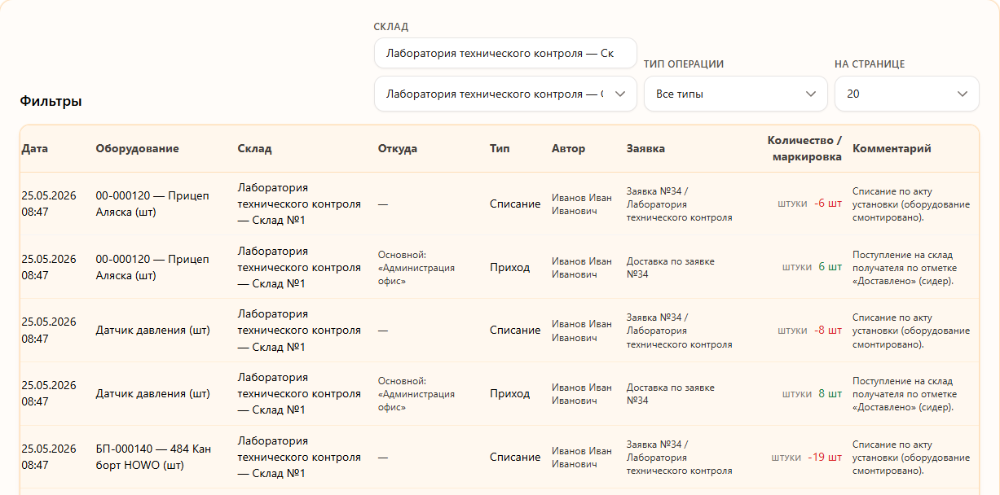 СКЛАД
Лаборатория технического контроля — Ск
ТИП ОПЕРАЦИИ
НА СТРАНИЦЕ
Лаборатория технического контроля —
Все типы
20
Фильтры
Дата
Оборудование
Склад
Откуда
Тип
Автор
Заявка
Количество /
маркировка
Комментарий
25.05.2026
08:47
00-000120 — Прицеп
Аляска (шт)
Лаборатория
технического контроля
— Склад №1
—
Списание
Иванов Иван
Иванович
Заявка №34 /
Лаборатория
технического контроля
штуки -6 шт
Списание по акту
установки (оборудование
смонтировано).
25.05.2026
08:47
00-000120 — Прицеп
Аляска (шт)
Лаборатория
технического контроля
— Склад №1
Основной:
«Администрация
офис»
Приход
Иванов Иван
Иванович
Доставка по заявке
№34
штуки 6 шт
Поступление на склад
получателя по отметке
«Доставлено» (сидер).
25.05.2026
08:47
Датчик давления (шт)
Лаборатория
технического контроля
— Склад №1
—
Списание
Иванов Иван
Иванович
Заявка №34 /
Лаборатория
технического контроля
штуки -8 шт
Списание по акту
установки (оборудование
смонтировано).
25.05.2026
08:47
Датчик давления (шт)
Лаборатория
технического контроля
— Склад №1
Основной:
«Администрация
офис»
Приход
Иванов Иван
Иванович
Доставка по заявке
№34
штуки 8 шт
Поступление на склад
получателя по отметке
«Доставлено» (сидер).
25.05.2026
08:47
БП-000140 — 484 Кан
борт HOWO (шт)
Лаборатория
технического контроля
— Склад №1
—
Списание
Иванов Иван
Иванович
Заявка №34 /
Лаборатория
технического контроля
штуки -19 шт
Списание по акту
установки (оборудование
смонтировано).